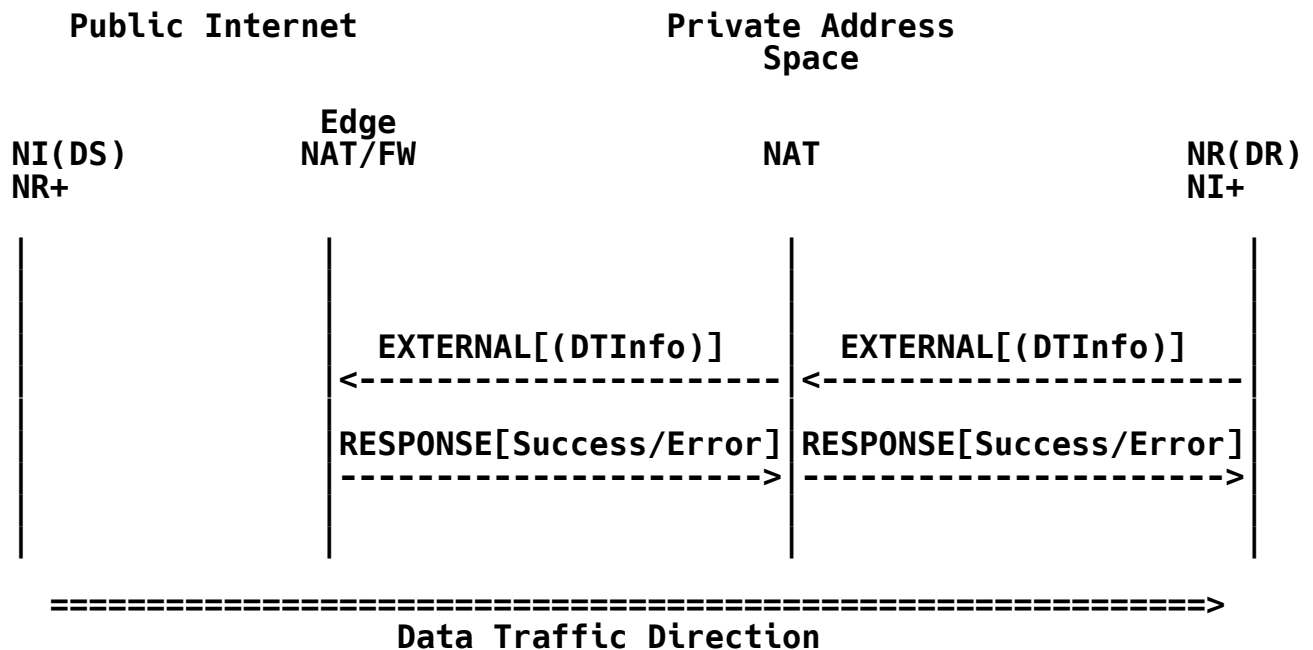 Public Internet                Private Address
                                    Space

                Edge
NI(DS)         NAT/FW                  NAT                   NR(DR)
NR+                                                          NI+

EXTERNAL[(DTInfo)]      EXTERNAL[(DTInfo)]
<----------------------|<----------------------
RESPONSE[Success/Error]|RESPONSE[Success/Error]
---------------------->|---------------------->

============================================================>
Data Traffic Direction